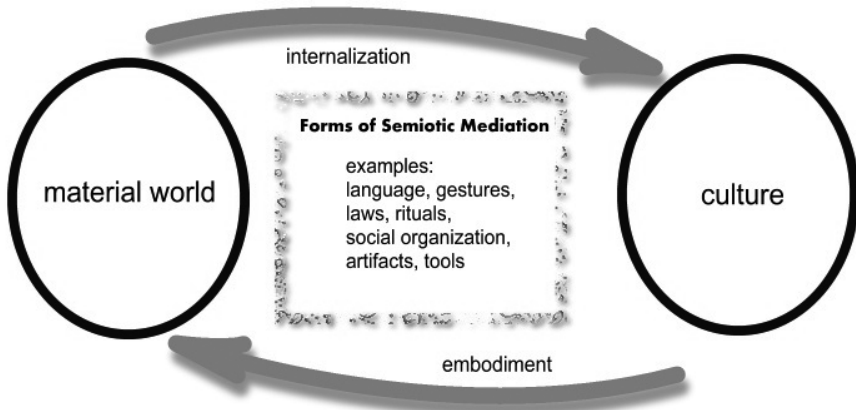 internalization
material world
Forms of Semiotic Mediation
examples:
language, gestures,
laws, rituals,
social organization,
artifacts, tools
culture
embodiment